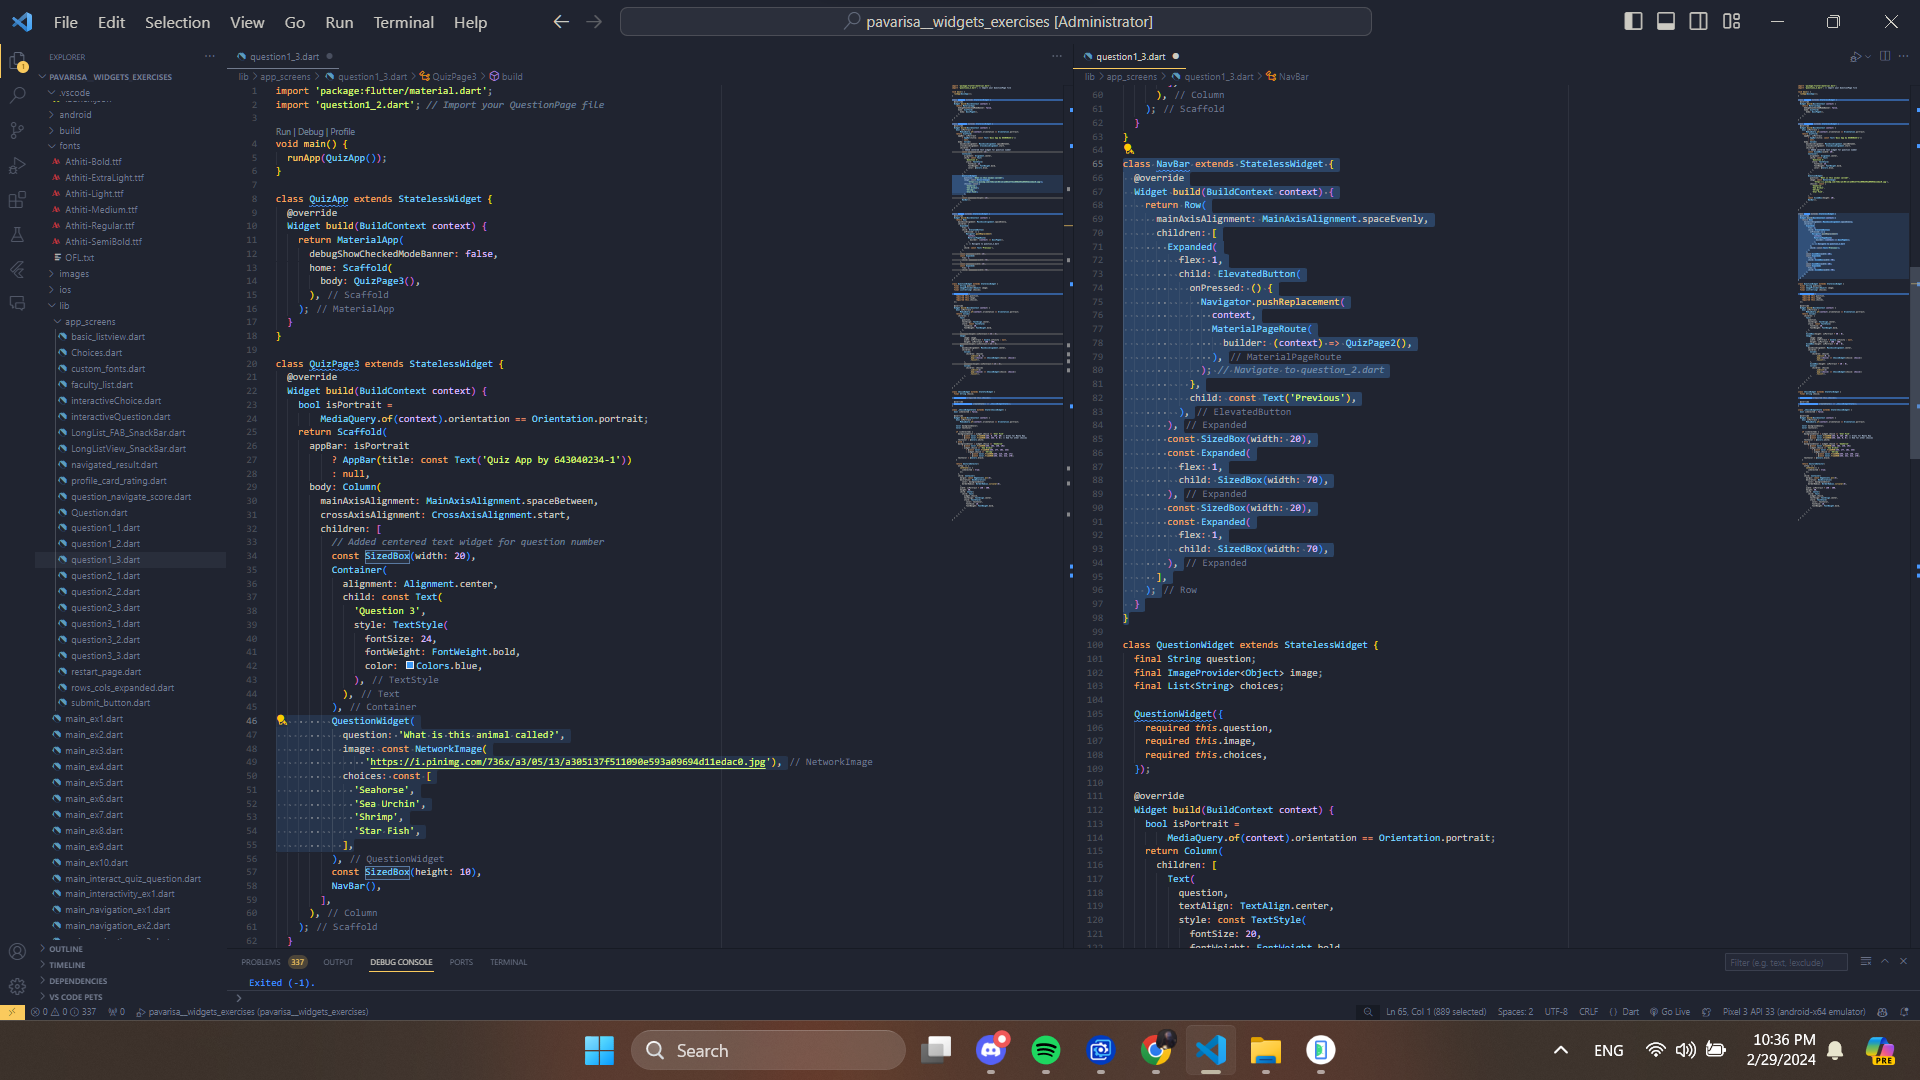 File Edit Selection View Go Run Terminal Help
pavarisa__widgets_exercises [Administrator]
EXPLORER
PAVARISA__WIDGETS_EXERCISES
.vscode
android
build
fonts
Athiti-Bold.ttf
Athiti-ExtraLight.ttf
Athiti-Light.ttf
Athiti-Medium.ttf
Athiti-Regular.ttf
Athiti-SemiBold.ttf
OFL.txt
images
ios
lib
app_screens
basic_listview.dart
Choices.dart
custom_fonts.dart
faculty_list.dart
interactiveChoice.dart
interactiveQuestion.dart
LongList_FAB_SnackBar.dart
LongListView_SnackBar.dart
navigated_result.dart
profile_card_rating.dart
question_navigate_score.dart
Question.dart
question1_1.dart
question1_2.dart
question1_3.dart
question2_1.dart
question2_2.dart
question2_3.dart
question3_1.dart
question3_2.dart
question3_3.dart
restart_page.dart
rows_cols_expanded.dart
submit_button.dart
main_ex1.dart
main_ex2.dart
main_ex3.dart
main_ex4.dart
main_ex5.dart
main_ex6.dart
main_ex7.dart
main_ex8.dart
main_ex9.dart
main_ex10.dart
main_interact_quiz_question.dart
main_interactivity_ex1.dart
main_navigation_ex1.dart
main_navigation_ex2.dart
OUTLINE
TIMELINE
DEPENDENCIES
VS CODE PETS
question1_3.dart
lib > app_screens > question1_3.dart > QuizPage3 > build
1 import 'package:flutter/material.dart';
2 import 'question1_2.dart'; // Import your QuestionPage file
3
Run | Debug | Profile
4 void main() {
5 runApp(QuizApp());
6 }
7
8 class QuizApp extends StatelessWidget {
9 @override
10 Widget build(BuildContext context) {
11 return MaterialApp(
12 debugShowCheckedModeBanner: false,
13 home: Scaffold(
14 body: QuizPage3(),
15 ), // Scaffold
16 ); // MaterialApp
17 }
18 }
19
20 class QuizPage3 extends StatelessWidget {
21 @override
22 Widget build(BuildContext context) {
23 bool isPortrait =
24 MediaQuery.of(context).orientation == Orientation.portrait;
25 return Scaffold(
26 appBar: isPortrait
27 ? AppBar(title: const Text('Quiz App by 643040234-1'))
28 : null,
29 body: Column(
30 mainAxisAlignment: MainAxisAlignment.spaceBetween,
31 crossAxisAlignment: CrossAxisAlignment.start,
32 children: [
33 // Added centered text widget for question number
34 const SizedBox(width: 20),
35 Container(
36 alignment: Alignment.center,
37 child: const Text(
38 'Question 3',
39 style: TextStyle(
40 fontSize: 24,
41 fontWeight: FontWeight.bold,
42 color: Colors.blue,
43 ), // TextStyle
44 ), // Text
45 ), // Container
46 QuestionWidget(
47 question: 'What is this animal called?',
48 image: const NetworkImage(
49 'https://i.pinimg.com/736x/a3/05/13/a305137f511090e593a09694d11edac0.jpg'), // NetworkImage
50 choices: const [
51 'Seahorse',
52 'Sea Urchin',
53 'Shrimp',
54 'Star Fish',
55 ],
56 ), // QuestionWidget
57 const SizedBox(height: 10),
58 NavBar(),
59 ],
60 ), // Column
61 ); // Scaffold
62 }
question1_3.dart
lib > app_screens > question1_3.dart > NavBar
60 ), // Column
61 ); // Scaffold
62 }
63 }
64
65 class NavBar extends StatelessWidget {
66 @override
67 Widget build(BuildContext context) {
68 return Row(
69 mainAxisAlignment: MainAxisAlignment.spaceEvenly,
70 children: [
71 Expanded(
72 flex: 1,
73 child: ElevatedButton(
74 onPressed: () {
75 Navigator.pushReplacement(
76 context,
77 MaterialPageRoute(
78 builder: (context) => QuizPage2(),
79 ), // MaterialPageRoute
80 ); // Navigate to question_2.dart
81 },
82 child: const Text('Previous'),
83 ), // ElevatedButton
84 ), // Expanded
85 const SizedBox(width: 20),
86 const Expanded(
87 flex: 1,
88 child: SizedBox(width: 70),
89 ), // Expanded
90 const SizedBox(width: 20),
91 const Expanded(
92 flex: 1,
93 child: SizedBox(width: 70),
94 ), // Expanded
95 ],
96 ); // Row
97 }
98 }
99
100 class QuestionWidget extends StatelessWidget {
101 final String question;
102 final ImageProvider<Object> image;
103 final List<String> choices;
104
105 QuestionWidget({
106 required this.question,
107 required this.image,
108 required this.choices,
109 });
110
111 @override
112 Widget build(BuildContext context) {
113 bool isPortrait =
114 MediaQuery.of(context).orientation == Orientation.portrait;
115 return Column(
116 children: [
117 Text(
118 question,
119 textAlign: TextAlign.center,
120 style: const TextStyle(
121 fontSize: 20,
122 fontWeight: FontWeight.bold
PROBLEMS 337 OUTPUT DEBUG CONSOLE PORTS TERMINAL
Filter (e.g. text, !exclude)
Exited (-1).
0 0 337 0 pavarisa__widgets_exercises (pavarisa__widgets_exercises)
Ln 65, Col 1 (889 selected) Spaces: 2 UTF-8 CRLF {} Dart Go Live Pixel 3 API 33 (android-x64 emulator)
Search
ENG
10:36 PM
2/29/2024
PRE